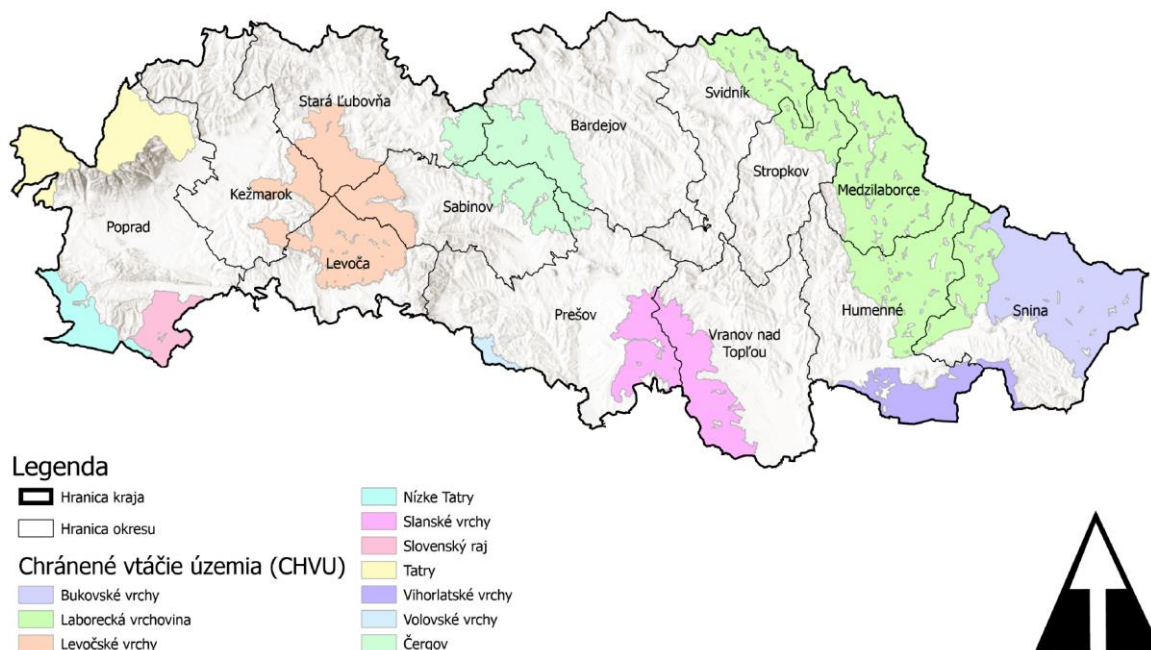 Svidník
Stará Ľubovňa
Bardejov
Stropkov
Medzilaborce
Kežmarok
Sabinov
Poprad
Levoča
Prešov
Vranov nad
Topľou
Humenné
Snina
Legenda
Hranica kraja
Hranica okresu
Chránené vtáčie územia (CHVU)
Bukovské vrchy
Laborecká vrchovina
Levočské vrchy
Nízke Tatry
Slanské vrchy
Slovenský raj
Tatry
Vihorlatské vrchy
Volovské vrchy
Čergov